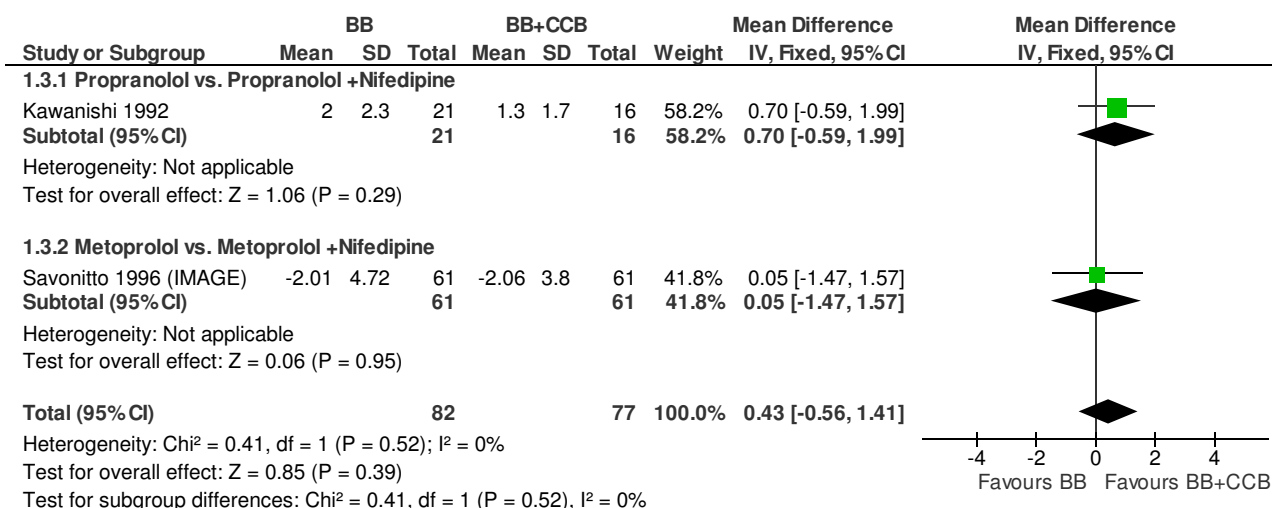 BB BB+CCB Mean Difference Mean Difference
Study or Subgroup Mean SD Total Mean SD Total Weight IV, Fixed, 95% CI IV, Fixed, 95% CI
1.3.1 Propranolol vs. Propranolol +Nifedipine
Kawanishi 1992 2 2.3 21 1.3 1.7 16 58.2% 0.70 [-0.59, 1.99]
Subtotal (95% CI) 21 16 58.2% 0.70 [-0.59, 1.99]
Heterogeneity: Not applicable
Test for overall effect: Z = 1.06 (P = 0.29)
1.3.2 Metoprolol vs. Metoprolol +Nifedipine
Savonitto 1996 (IMAGE) -2.01 4.72 61 -2.06 3.8 61 41.8% 0.05 [-1.47, 1.57]
Subtotal (95% CI) 61 61 41.8% 0.05 [-1.47, 1.57]
Heterogeneity: Not applicable
Test for overall effect: Z = 0.06 (P = 0.95)
Total (95% CI) 82 77 100.0% 0.43 [-0.56, 1.41]
Heterogeneity: Chi² = 0.41, df = 1 (P = 0.52); I² = 0%
Test for overall effect: Z = 0.85 (P = 0.39)
Test for subgroup differences: Chi² = 0.41, df = 1 (P = 0.52), I² = 0%
-4 -2 0 2 4
Favours BB Favours BB+CCB